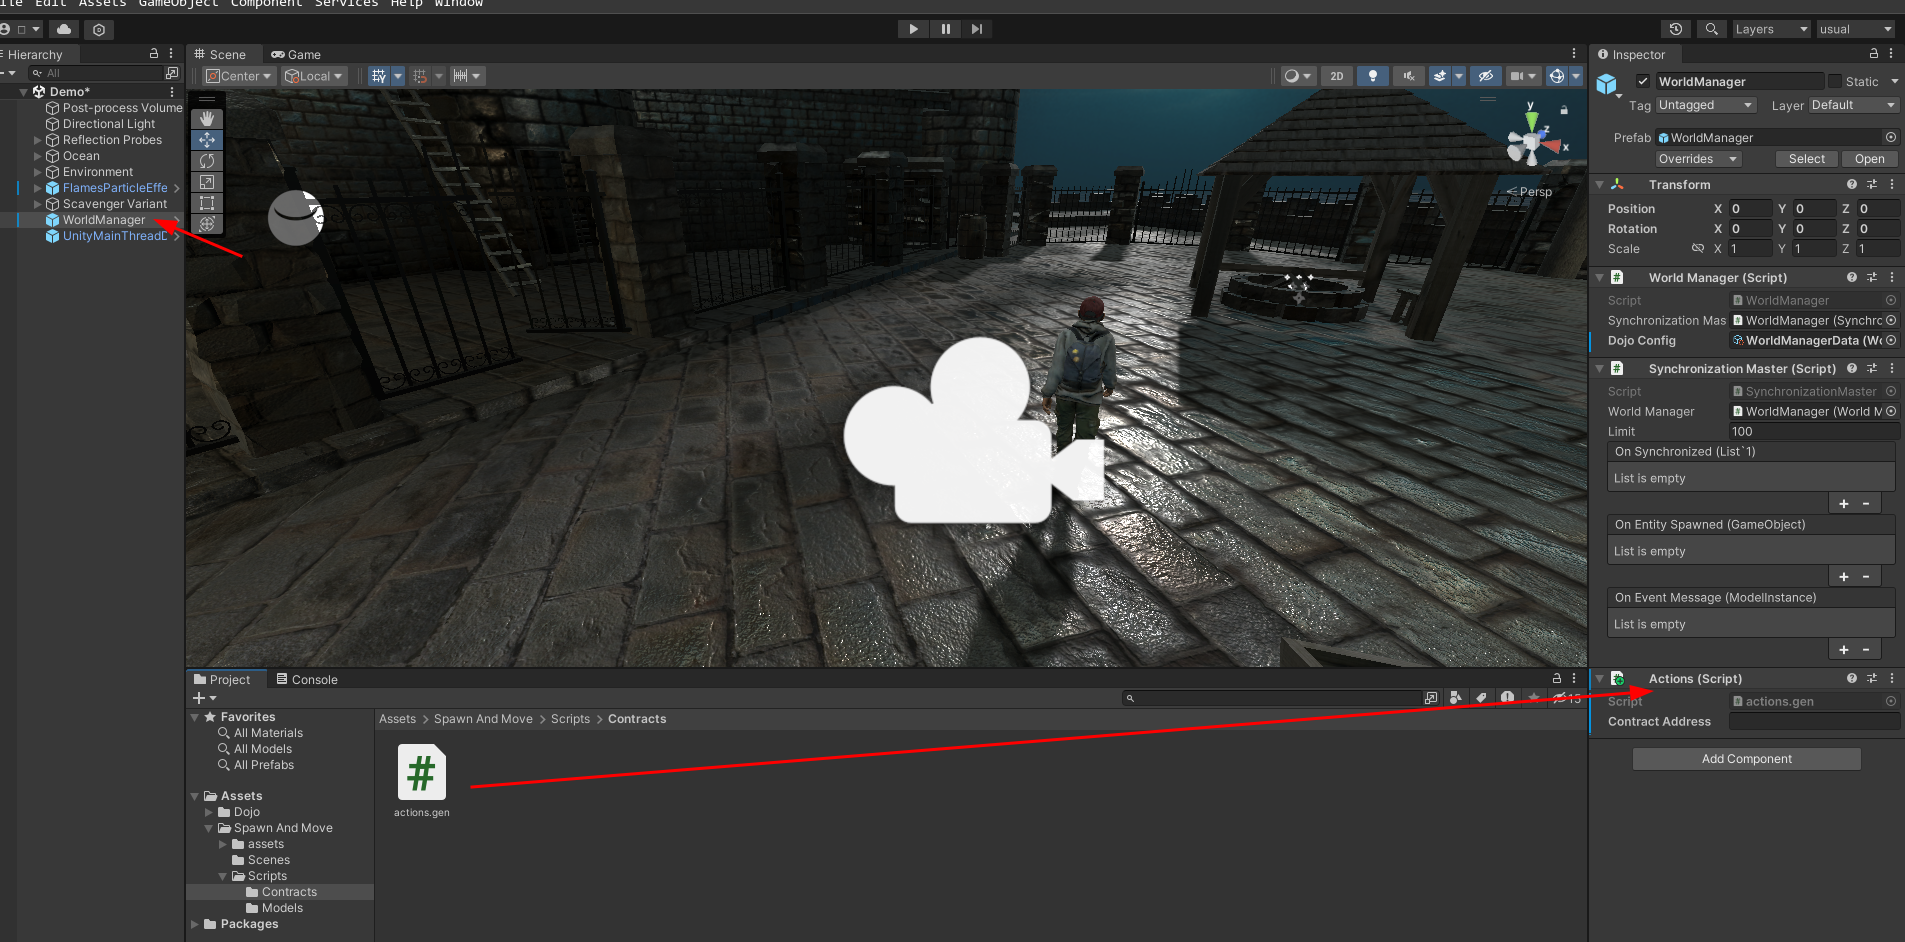 ile Edit Assets GameObject Component Services Help Window
Layers
usual
Hierarchy
All
Demo*
Post-process Volume
Directional Light
Reflection Probes
Ocean
Environment
FlamesParticleEffe
Scavenger Variant
WorldManager
UnityMainThreadD
Scene
Game
Center
Local
2D
y
z
x
Persp
Project
Console
15
Favorites
All Materials
All Models
All Prefabs
Assets
Dojo
Spawn And Move
assets
Scenes
Scripts
Contracts
Models
Packages
Assets > Spawn And Move > Scripts > Contracts
#
actions.gen
Inspector
WorldManager
Static
Tag Untagged
Layer Default
Prefab WorldManager
Overrides
Select
Open
Transform
Position X 0 Y 0 Z 0
Rotation X 0 Y 0 Z 0
Scale X 1 Y 1 Z 1
# World Manager (Script)
Script WorldManager
Synchronization Mas WorldManager (Synchro
Dojo Config WorldManagerData (Wo
# Synchronization Master (Script)
Script SynchronizationMaster
World Manager WorldManager (World M
Limit 100
On Synchronized (List`1)
List is empty
+ -
On Entity Spawned (GameObject)
List is empty
+ -
On Event Message (ModelInstance)
List is empty
+ -
# Actions (Script)
Script actions.gen
Contract Address
Add Component